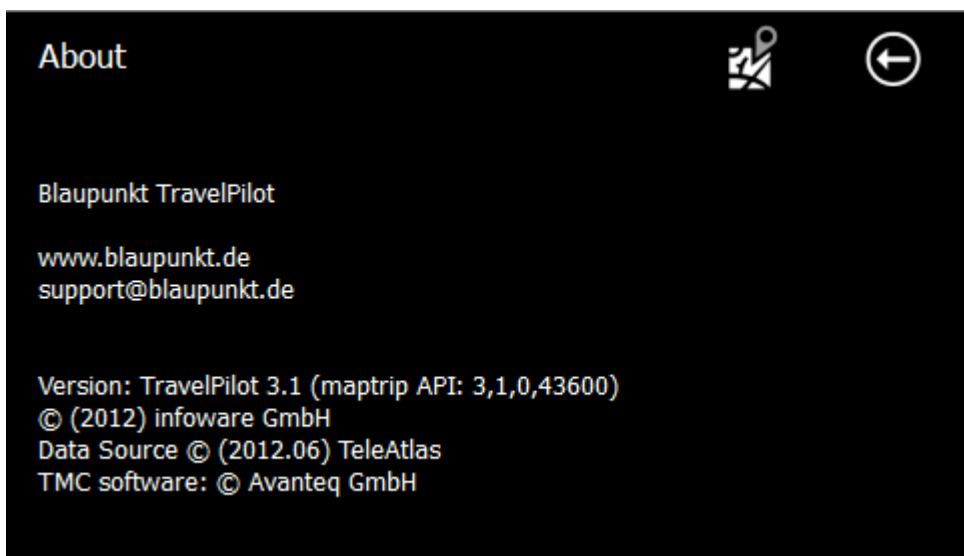 About
Blaupunkt TravelPilot
www.blaupunkt.de
support@blaupunkt.de
Version: TravelPilot 3.1 (maptrip API: 3,1,0,43600)
© (2012) infoware GmbH
Data Source © (2012.06) TeleAtlas
TMC software: © Avanteq GmbH